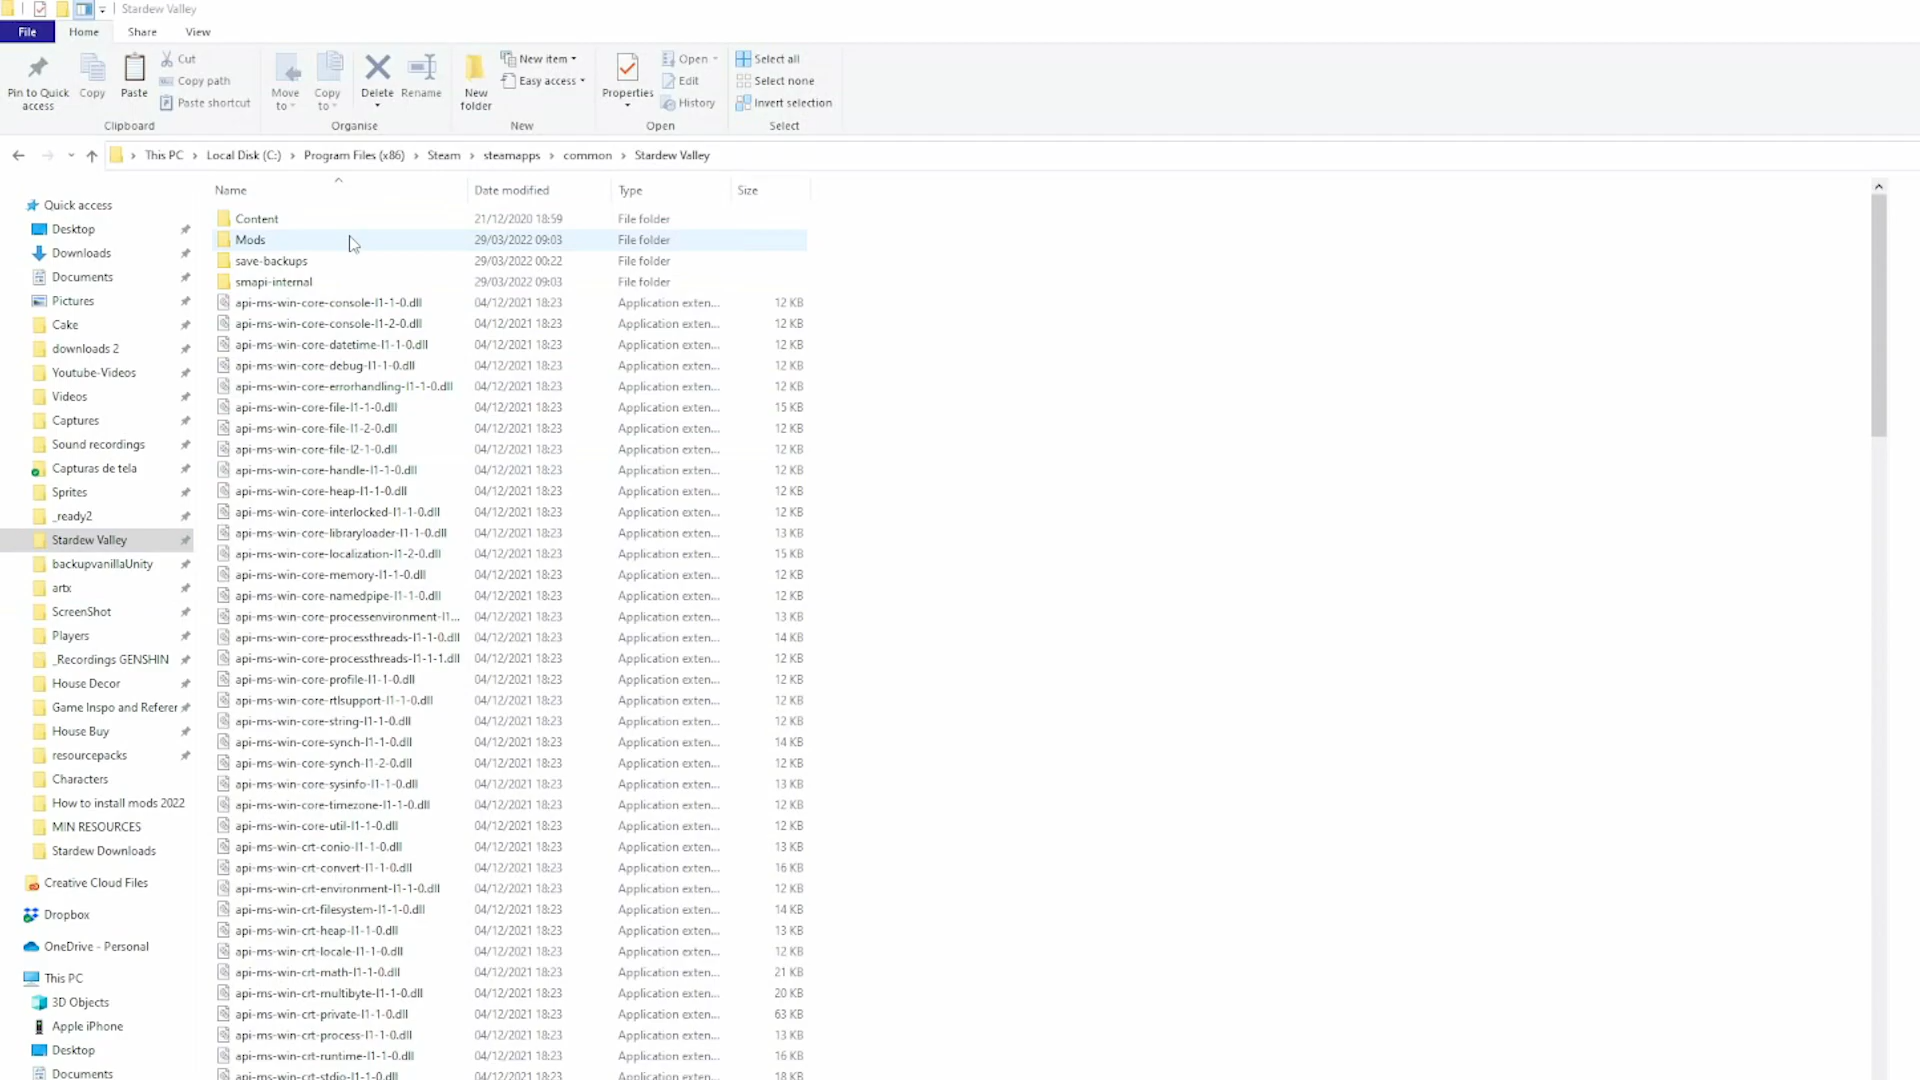 Stardew Valley
File Home Share View
Pin to Quick access
Copy
Paste
Cut
Copy path
Paste shortcut
Clipboard
Move to
Copy to
Delete
Rename
Organise
New folder
New item
Easy access
New
Properties
Open
Edit
History
Open
Select all
Select none
Invert selection
Select
This PC > Local Disk (C:) > Program Files (x86) > Steam > steamapps > common > Stardew Valley
Quick access
Desktop
Downloads
Documents
Pictures
Cake
downloads 2
Youtube-Videos
Videos
Captures
Sound recordings
Capturas de tela
Sprites
_ready2
Stardew Valley
backupvanillaUnity
artx
ScreenShot
Players
_Recordings GENSHIN
House Decor
Game Inspo and Referer
House Buy
resourcepacks
Characters
How to install mods 2022
MIN RESOURCES
Stardew Downloads
Creative Cloud Files
Dropbox
OneDrive - Personal
This PC
3D Objects
Apple iPhone
Desktop
Documents
Name Date modified Type Size
Content 21/12/2020 18:59 File folder
Mods 29/03/2022 09:03 File folder
save-backups 29/03/2022 00:22 File folder
smapi-internal 29/03/2022 09:03 File folder
api-ms-win-core-console-l1-1-0.dll 04/12/2021 18:23 Application exten... 12 KB
api-ms-win-core-console-l1-2-0.dll 04/12/2021 18:23 Application exten... 12 KB
api-ms-win-core-datetime-l1-1-0.dll 04/12/2021 18:23 Application exten... 12 KB
api-ms-win-core-debug-l1-1-0.dll 04/12/2021 18:23 Application exten... 12 KB
api-ms-win-core-errorhandling-l1-1-0.dll 04/12/2021 18:23 Application exten... 12 KB
api-ms-win-core-file-l1-1-0.dll 04/12/2021 18:23 Application exten... 15 KB
api-ms-win-core-file-l1-2-0.dll 04/12/2021 18:23 Application exten... 12 KB
api-ms-win-core-file-l2-1-0.dll 04/12/2021 18:23 Application exten... 12 KB
api-ms-win-core-handle-l1-1-0.dll 04/12/2021 18:23 Application exten... 12 KB
api-ms-win-core-heap-l1-1-0.dll 04/12/2021 18:23 Application exten... 12 KB
api-ms-win-core-interlocked-l1-1-0.dll 04/12/2021 18:23 Application exten... 12 KB
api-ms-win-core-libraryloader-l1-1-0.dll 04/12/2021 18:23 Application exten... 13 KB
api-ms-win-core-localization-l1-2-0.dll 04/12/2021 18:23 Application exten... 15 KB
api-ms-win-core-memory-l1-1-0.dll 04/12/2021 18:23 Application exten... 12 KB
api-ms-win-core-namedpipe-l1-1-0.dll 04/12/2021 18:23 Application exten... 12 KB
api-ms-win-core-processenvironment-l1... 04/12/2021 18:23 Application exten... 13 KB
api-ms-win-core-processthreads-l1-1-0.dll 04/12/2021 18:23 Application exten... 14 KB
api-ms-win-core-processthreads-l1-1-1.dll 04/12/2021 18:23 Application exten... 12 KB
api-ms-win-core-profile-l1-1-0.dll 04/12/2021 18:23 Application exten... 12 KB
api-ms-win-core-rtlsupport-l1-1-0.dll 04/12/2021 18:23 Application exten... 12 KB
api-ms-win-core-string-l1-1-0.dll 04/12/2021 18:23 Application exten... 12 KB
api-ms-win-core-synch-l1-1-0.dll 04/12/2021 18:23 Application exten... 14 KB
api-ms-win-core-synch-l1-2-0.dll 04/12/2021 18:23 Application exten... 12 KB
api-ms-win-core-sysinfo-l1-1-0.dll 04/12/2021 18:23 Application exten... 13 KB
api-ms-win-core-timezone-l1-1-0.dll 04/12/2021 18:23 Application exten... 12 KB
api-ms-win-core-util-l1-1-0.dll 04/12/2021 18:23 Application exten... 12 KB
api-ms-win-crt-conio-l1-1-0.dll 04/12/2021 18:23 Application exten... 13 KB
api-ms-win-crt-convert-l1-1-0.dll 04/12/2021 18:23 Application exten... 16 KB
api-ms-win-crt-environment-l1-1-0.dll 04/12/2021 18:23 Application exten... 12 KB
api-ms-win-crt-filesystem-l1-1-0.dll 04/12/2021 18:23 Application exten... 14 KB
api-ms-win-crt-heap-l1-1-0.dll 04/12/2021 18:23 Application exten... 13 KB
api-ms-win-crt-locale-l1-1-0.dll 04/12/2021 18:23 Application exten... 12 KB
api-ms-win-crt-math-l1-1-0.dll 04/12/2021 18:23 Application exten... 21 KB
api-ms-win-crt-multibyte-l1-1-0.dll 04/12/2021 18:23 Application exten... 20 KB
api-ms-win-crt-private-l1-1-0.dll 04/12/2021 18:23 Application exten... 63 KB
api-ms-win-crt-process-l1-1-0.dll 04/12/2021 18:23 Application exten... 13 KB
api-ms-win-crt-runtime-l1-1-0.dll 04/12/2021 18:23 Application exten... 16 KB
api-ms-win-crt-stdio-l1-1-0.dll 04/12/2021 18:23 Application exten... 18 KB